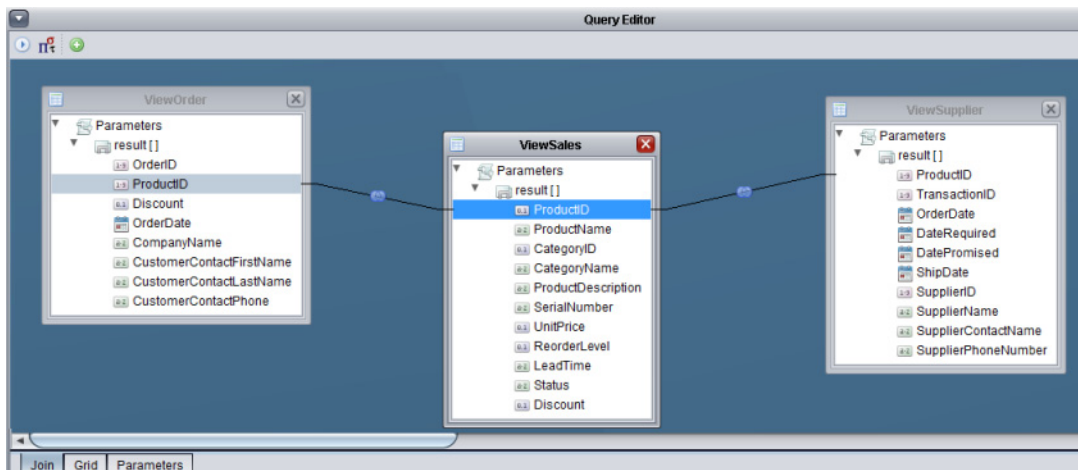 Query Editor
ViewOrder
Parameters
result [ ]
OrderID
ProductID
Discount
OrderDate
CompanyName
CustomerContactFirstName
CustomerContactLastName
CustomerContactPhone
ViewSales
Parameters
result [ ]
ProductID
ProductName
CategoryID
CategoryName
ProductDescription
SerialNumber
UnitPrice
ReorderLevel
LeadTime
Status
Discount
ViewSupplier
Parameters
result [ ]
ProductID
TransactionID
OrderDate
DateRequired
DatePromised
ShipDate
SupplierID
SupplierName
SupplierContactName
SupplierPhoneNumber
Join Grid Parameters